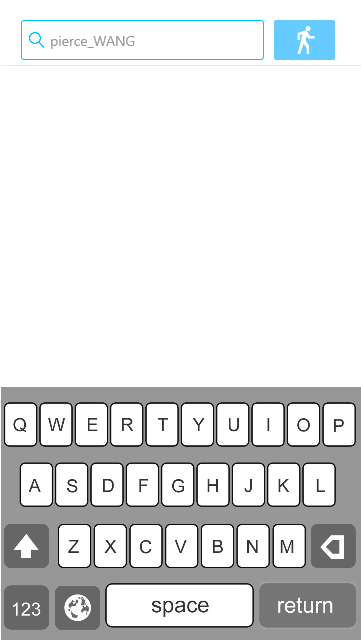 pierce_WANG
Q W E R T Y U I O P
A S D F G H J K L
Z X C V B N M
123 space return